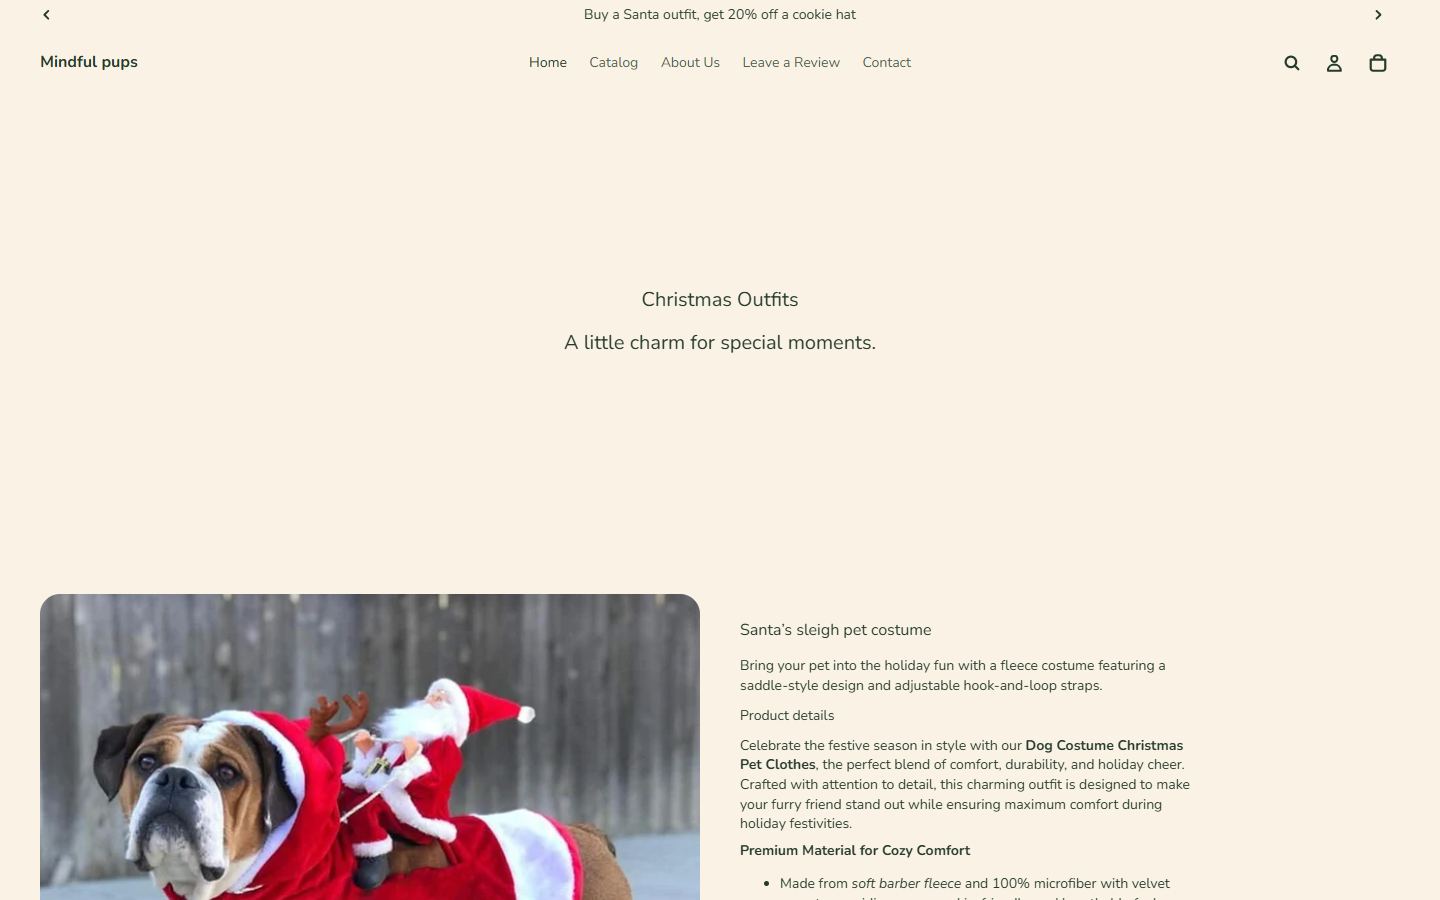 Buy a Santa outfit, get 20% off a cookie hat
Mindful pups
Home
Catalog
About Us
Leave a Review
Contact
Christmas Outfits
A little charm for special moments.
Santa’s sleigh pet costume
Bring your pet into the holiday fun with a fleece costume featuring a
saddle-style design and adjustable hook-and-loop straps.
Product details
Celebrate the festive season in style with our Dog Costume Christmas
Pet Clothes, the perfect blend of comfort, durability, and holiday cheer.
Crafted with attention to detail, this charming outfit is designed to make
your furry friend stand out while ensuring maximum comfort during
holiday festivities.
Premium Material for Cozy Comfort
Made from soft barber fleece and 100% microfiber with velvet